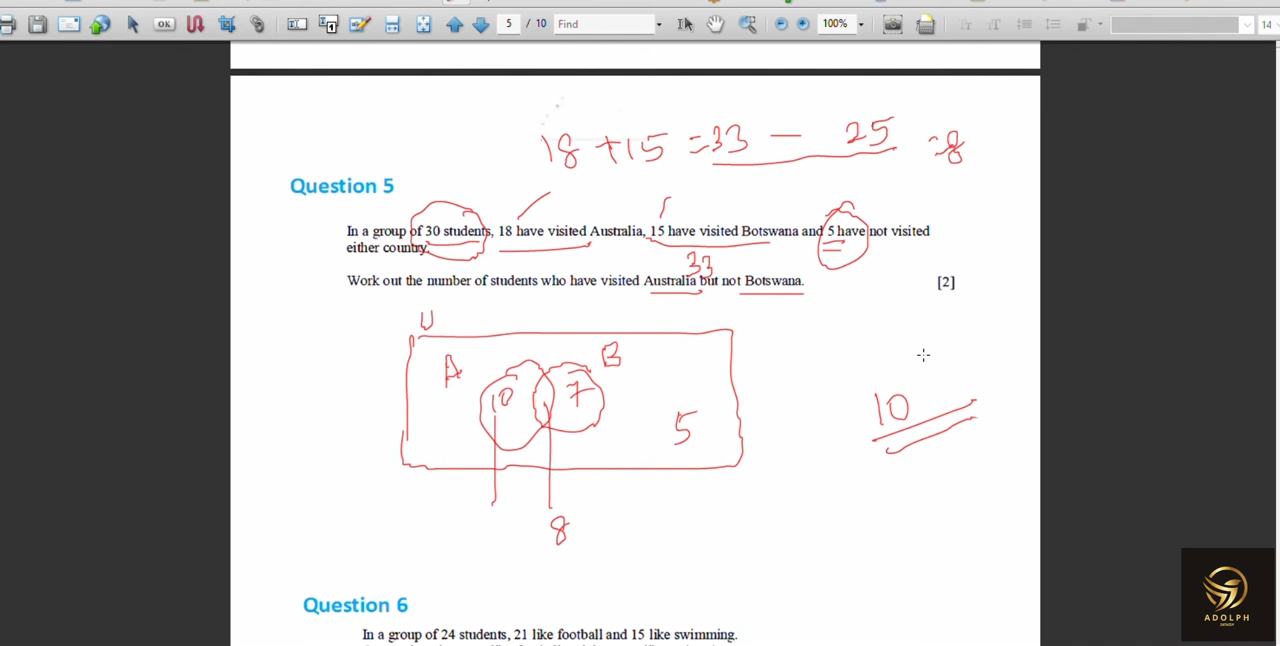 OK
5 / 10
Find
100%
14
18 + 15 = 33 - 25 = 8
Question 5
In a group of 30 students, 18 have visited Australia, 15 have visited Botswana and 5 have not visited
either country.
33
Work out the number of students who have visited Australia but not Botswana.
[2]
U
A
B
10
7
5
10
8
Question 6
In a group of 24 students, 21 like football and 15 like swimming.
ADOLPH